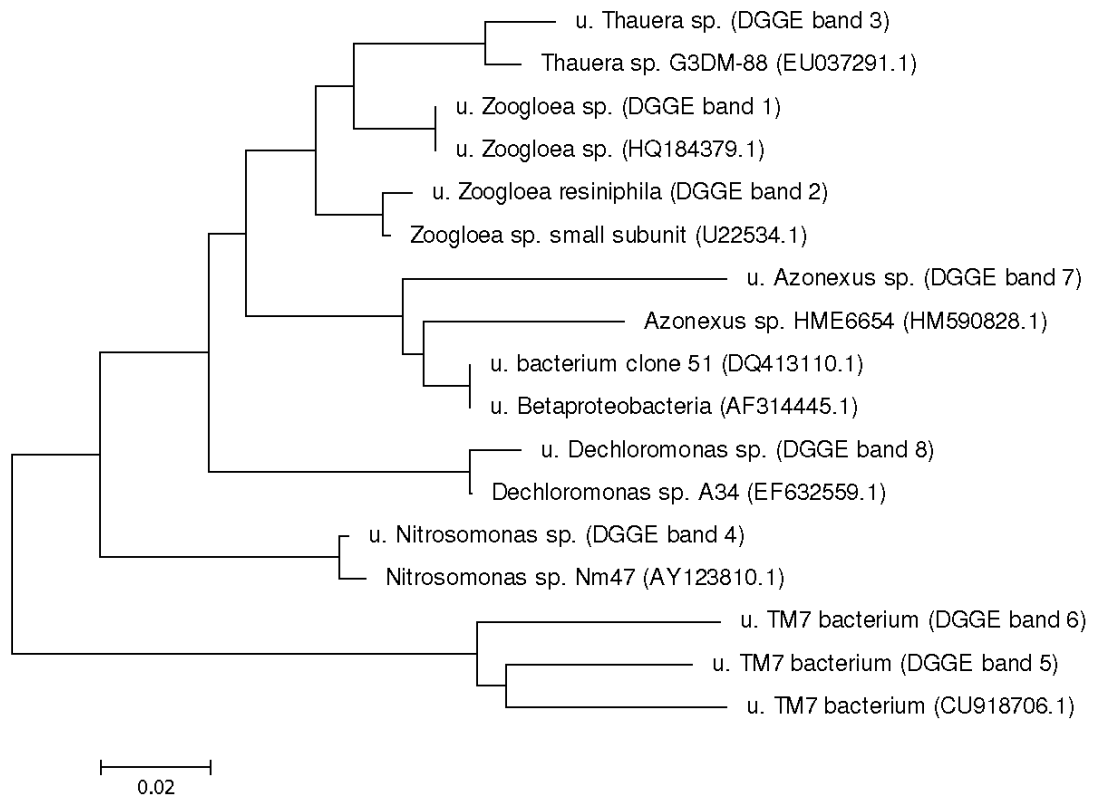 u. Thauera sp. (DGGE band 3)
Thauera sp. G3DM-88 (EU037291.1)
u. Zoogloea sp. (DGGE band 1)
u. Zoogloea sp. (HQ184379.1)
u. Zoogloea resiniphila (DGGE band 2)
Zoogloea sp. small subunit (U22534.1)
u. Azonexus sp. (DGGE band 7)
Azonexus sp. HME6654 (HM590828.1)
u. bacterium clone 51 (DQ413110.1)
u. Betaproteobacteria (AF314445.1)
u. Dechloromonas sp. (DGGE band 8)
Dechloromonas sp. A34 (EF632559.1)
u. Nitrosomonas sp. (DGGE band 4)
Nitrosomonas sp. Nm47 (AY123810.1)
u. TM7 bacterium (DGGE band 6)
u. TM7 bacterium (DGGE band 5)
u. TM7 bacterium (CU918706.1)
0.02